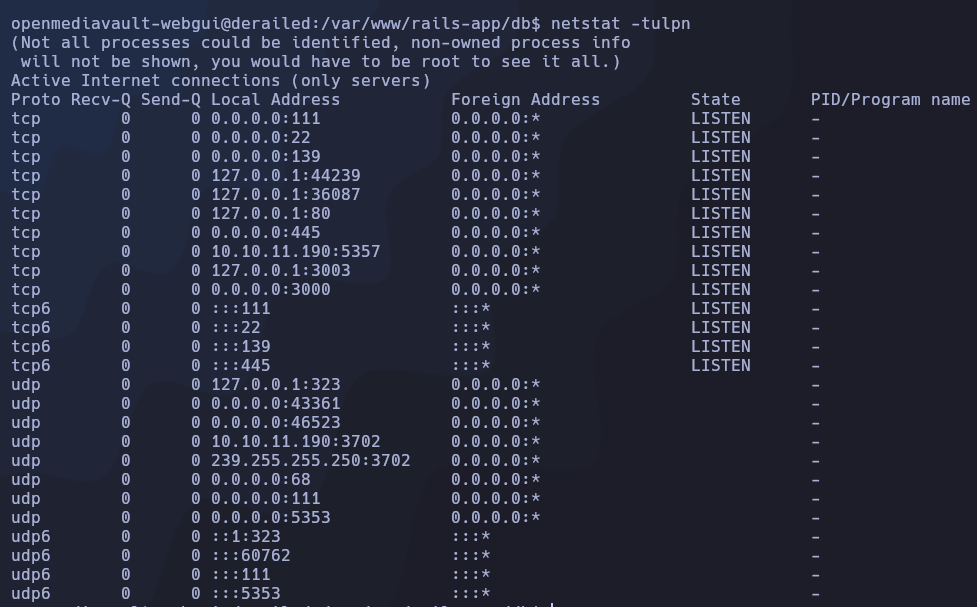 openmediavault-webgui@derailed:/var/www/rails-app/db$ netstat -tulpn
(Not all processes could be identified, non-owned process info
 will not be shown, you would have to be root to see it all.)
Active Internet connections (only servers)
Proto Recv-Q Send-Q Local Address           Foreign Address         State       PID/Program name
tcp        0      0 0.0.0.0:111             0.0.0.0:*               LISTEN      -
tcp        0      0 0.0.0.0:22              0.0.0.0:*               LISTEN      -
tcp        0      0 0.0.0.0:139             0.0.0.0:*               LISTEN      -
tcp        0      0 127.0.0.1:44239         0.0.0.0:*               LISTEN      -
tcp        0      0 127.0.0.1:36087         0.0.0.0:*               LISTEN      -
tcp        0      0 127.0.0.1:80            0.0.0.0:*               LISTEN      -
tcp        0      0 0.0.0.0:445             0.0.0.0:*               LISTEN      -
tcp        0      0 10.10.11.190:5357       0.0.0.0:*               LISTEN      -
tcp        0      0 127.0.0.1:3003          0.0.0.0:*               LISTEN      -
tcp        0      0 0.0.0.0:3000            0.0.0.0:*               LISTEN      -
tcp6       0      0 :::111                  :::*                    LISTEN      -
tcp6       0      0 :::22                   :::*                    LISTEN      -
tcp6       0      0 :::139                  :::*                    LISTEN      -
tcp6       0      0 :::445                  :::*                    LISTEN      -
udp        0      0 127.0.0.1:323           0.0.0.0:*                           -
udp        0      0 0.0.0.0:43361           0.0.0.0:*                           -
udp        0      0 0.0.0.0:46523           0.0.0.0:*                           -
udp        0      0 10.10.11.190:3702       0.0.0.0:*                           -
udp        0      0 239.255.255.250:3702    0.0.0.0:*                           -
udp        0      0 0.0.0.0:68              0.0.0.0:*                           -
udp        0      0 0.0.0.0:111             0.0.0.0:*                           -
udp        0      0 0.0.0.0:5353            0.0.0.0:*                           -
udp6       0      0 ::1:323                 :::*                                -
udp6       0      0 :::60762                :::*                                -
udp6       0      0 :::111                  :::*                                -
udp6       0      0 :::5353                 :::*                                -